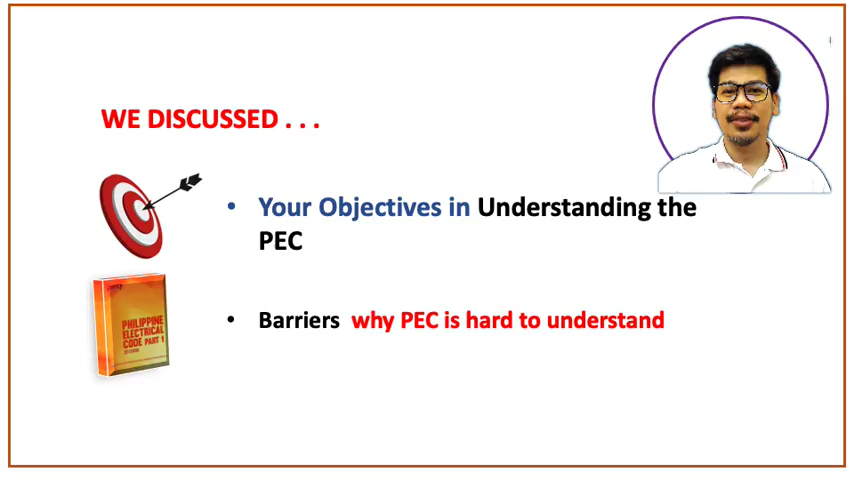 WE DISCUSSED . . .
• Your Objectives in Understanding the
PEC
PHILIPPINE
ELECTRICAL
CODE PART 1
• Barriers why PEC is hard to understand